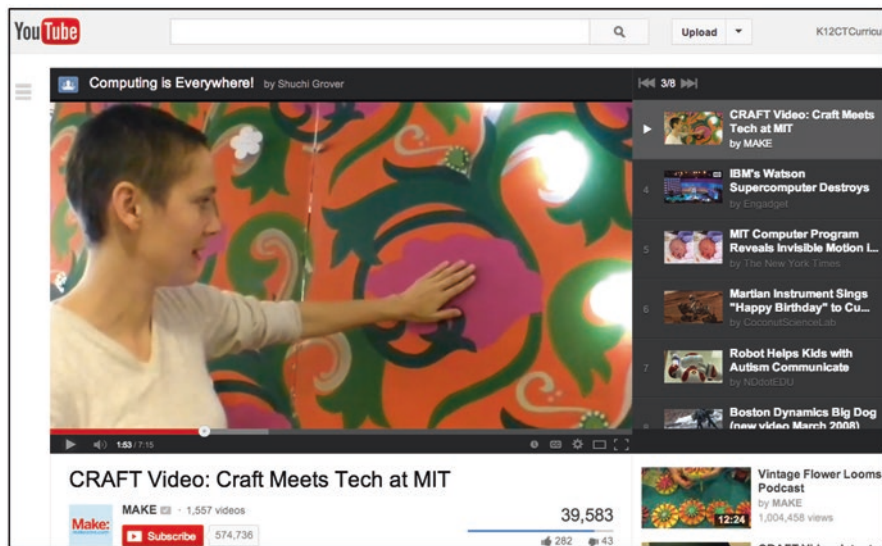 YouTube
Upload
K12CTCurricu
Computing is Everywhere! by Shuchi Grover
3/8
CRAFT Video: Craft Meets
Tech at MIT
by MAKE
4
IBM's Watson
Supercomputer Destroys
by Engadget
5
MIT Computer Program
Reveals Invisible Motion i...
by The New York Times
6
Martian Instrument Sings
"Happy Birthday" to Cu...
by CoconutScienceLab
7
Robot Helps Kids with
Autism Communicate
by NDdotEDU
Boston Dynamics Big Dog
(new video March 2008)
1:53 / 7:15
CRAFT Video: Craft Meets Tech at MIT
Make:
MAKE · 1,557 videos
Subscribe 574,736
39,583
282 43
Vintage Flower Looms
Podcast
by MAKE
1,004,458 views
12:24